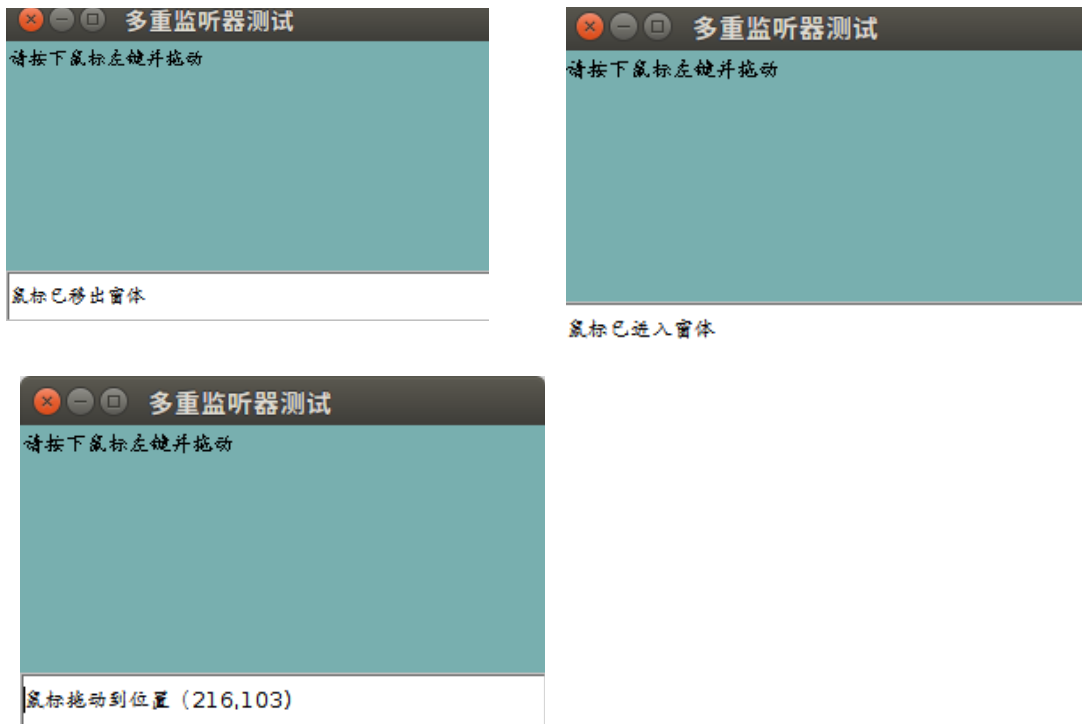 多重监听器测试
请按下鼠标左键并拖动
鼠标已移出窗体
多重监听器测试
请按下鼠标左键并拖动
鼠标已进入窗体
多重监听器测试
请按下鼠标左键并拖动
鼠标拖动到位置（216,103)